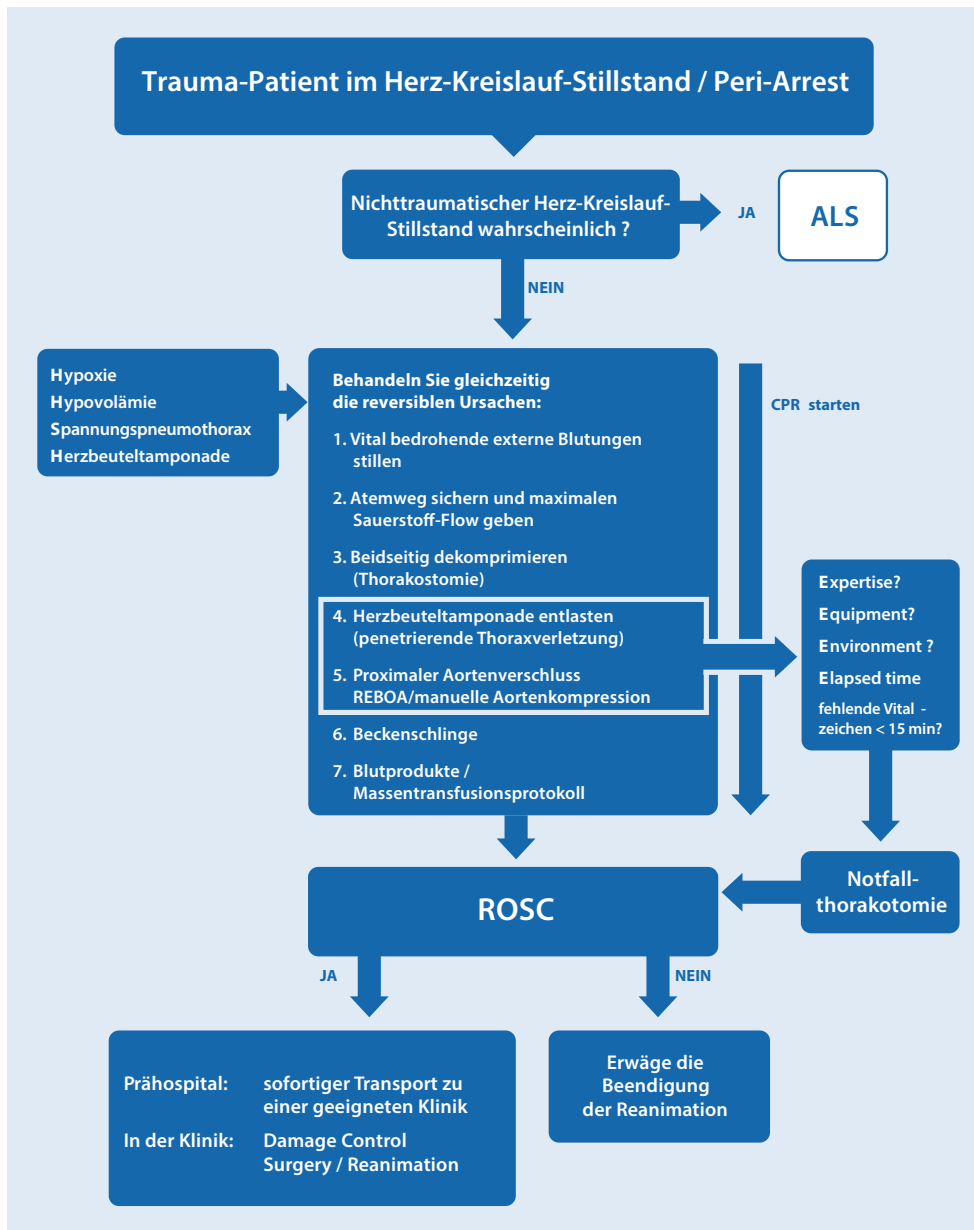 Trauma-Patient im Herz-Kreislauf-Stillstand / Peri-Arrest
Nichttraumatischer Herz-Kreislauf-
Stillstand wahrscheinlich ?
JA
ALS
NEIN
Hypoxie
Hypovolämie
Spannungspneumothorax
Herzbeuteltamponade
Behandeln Sie gleichzeitig
die reversiblen Ursachen:
1. Vital bedrohende externe Blutungen
stillen
2. Atemweg sichern und maximalen
Sauerstoff-Flow geben
3. Beidseitig dekomprimieren
(Thorakostomie)
4. Herzbeuteltamponade entlasten
(penetrierende Thoraxverletzung)
5. Proximaler Aortenverschluss
REBOA/manuelle Aortenkompression
6. Beckenschlinge
7. Blutprodukte /
Massentransfusionsprotokoll
CPR starten
Expertise?
Equipment?
Environment ?
Elapsed time
fehlende Vital -
zeichen < 15 min?
Notfall-
thorakotomie
ROSC
JA
NEIN
Prähospital: sofortiger Transport zu
einer geeigneten Klinik
In der Klinik: Damage Control
Surgery / Reanimation
Erwäge die
Beendigung
der Reanimation